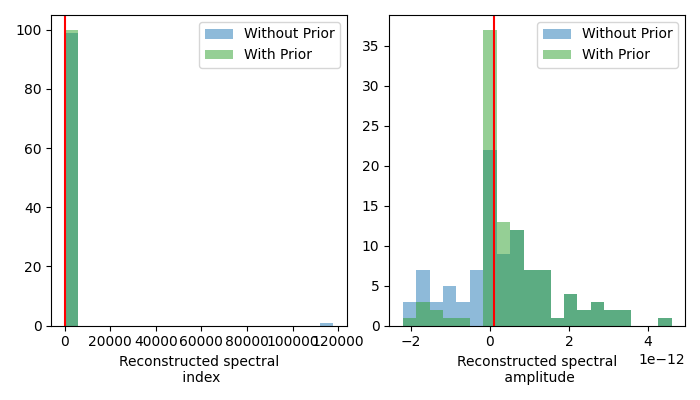 100
80
60
40
20
0
Without Prior
With Prior
0 20000 40000 60000 80000 100000 120000
Reconstructed spectral
index
35
30
25
20
15
10
5
0
Without Prior
With Prior
−2 0 2 4
1e−12
Reconstructed spectral
amplitude